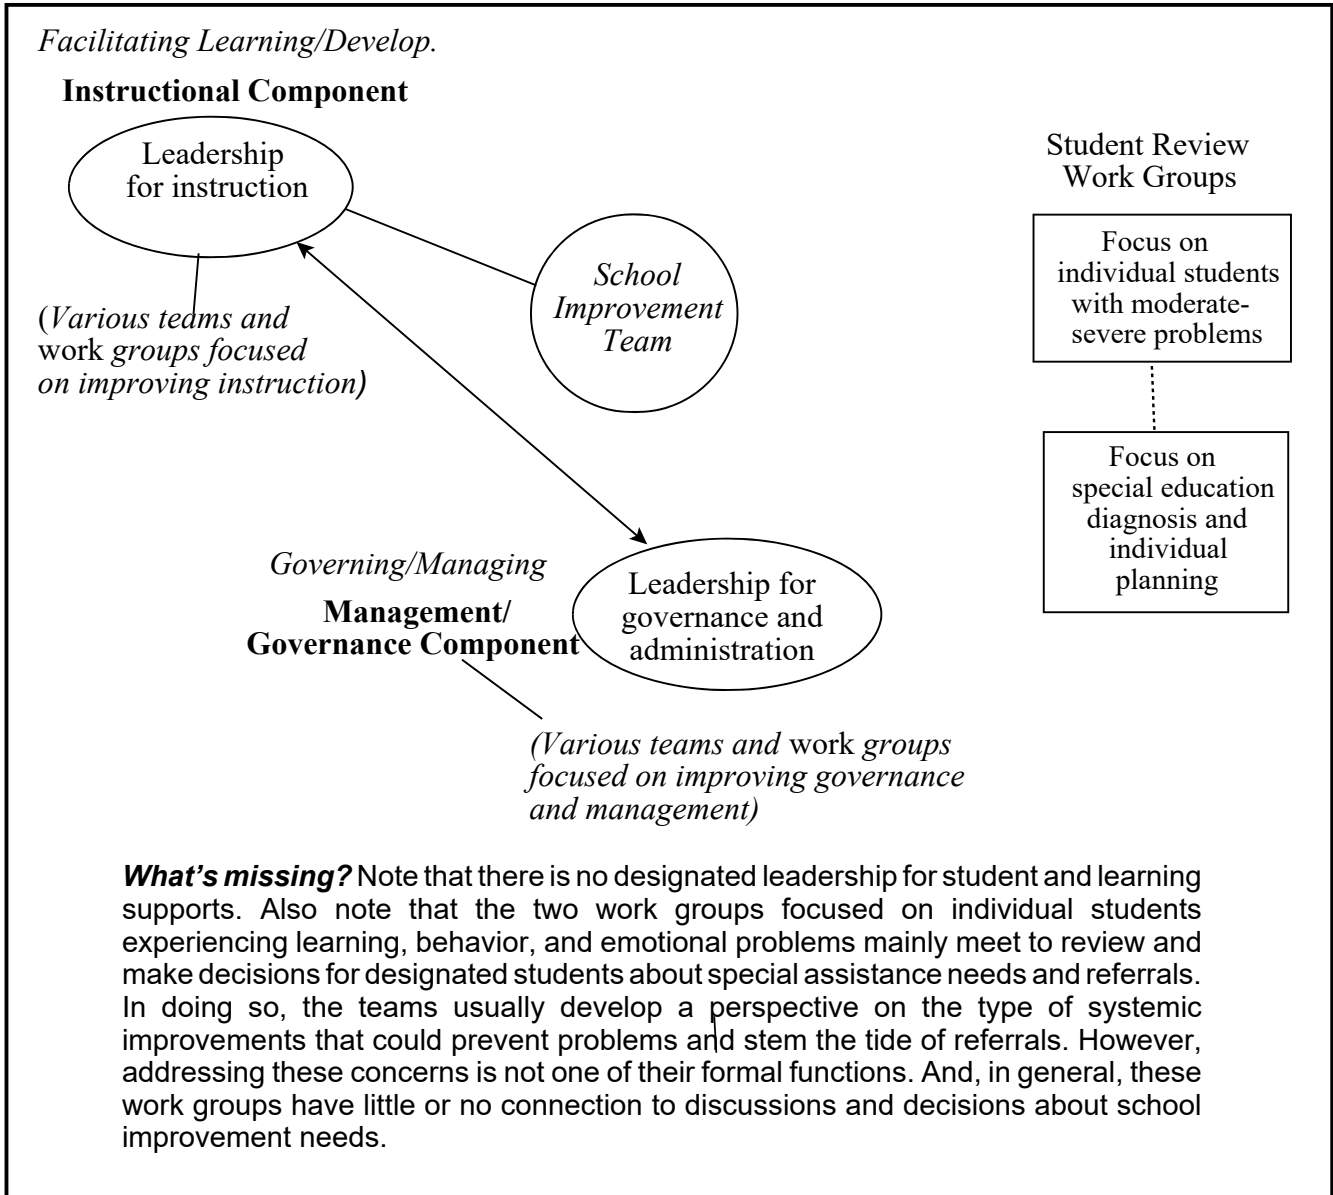 Facilitating Learning/Develop.
Instructional Component
Leadership
for instruction
(Various teams and
work groups focused
on improving instruction)
School
Improvement
Team
Student Review
Work Groups
Focus on
individual students
with moderate-
severe problems
Focus on
special education
diagnosis and
individual
planning
Governing/Managing
Management/
Governance Component
Leadership for
governance and
administration
(Various teams and work groups
focused on improving governance
and management)
What's missing? Note that there is no designated leadership for student and learning
supports. Also note that the two work groups focused on individual students
experiencing learning, behavior, and emotional problems mainly meet to review and
make decisions for designated students about special assistance needs and referrals.
In doing so, the teams usually develop a perspective on the type of systemic
improvements that could prevent problems and stem the tide of referrals. However,
addressing these concerns is not one of their formal functions. And, in general, these
work groups have little or no connection to discussions and decisions about school
improvement needs.